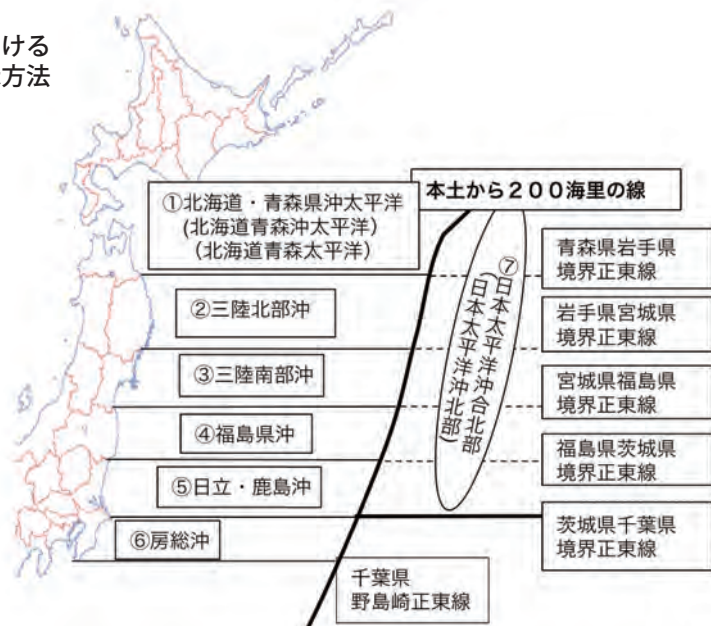 ける
方法
①北海道・青森県沖太平洋
(北海道青森沖太平洋)
(北海道青森太平洋)
本土から200海里の線
青森県岩手県
境界正東線
②三陸北部沖
⑦日本太平洋沖合北部
(日本太平洋沖北部)
岩手県宮城県
境界正東線
③三陸南部沖
宮城県福島県
境界正東線
④福島県沖
福島県茨城県
境界正東線
⑤日立・鹿島沖
⑥房総沖
茨城県千葉県
境界正東線
千葉県
野島崎正東線